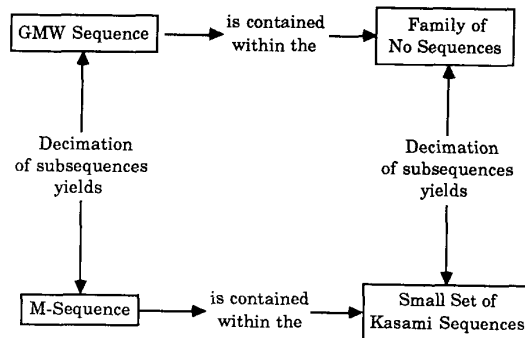 GMW Sequence
is contained
within the
Family of
No Sequences
Decimation
of subsequences
yields
Decimation
of subsequences
yields
M-Sequence
is contained
within the
Small Set of
Kasami Sequences